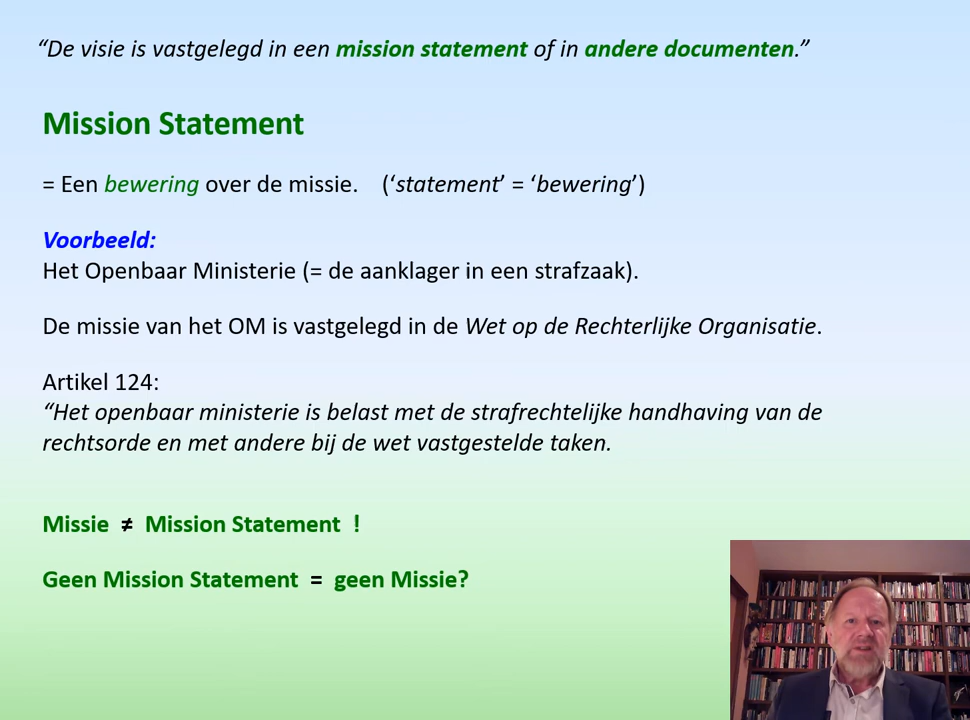 “De visie is vastgelegd in een mission statement of in andere documenten.”
Mission Statement
= Een bewering over de missie. (‘statement’ = ‘bewering’)
Voorbeeld:
Het Openbaar Ministerie (= de aanklager in een strafzaak).
De missie van het OM is vastgelegd in de Wet op de Rechterlijke Organisatie.
Artikel 124:
“Het openbaar ministerie is belast met de strafrechtelijke handhaving van de
rechtsorde en met andere bij de wet vastgestelde taken.
Missie ≠ Mission Statement !
Geen Mission Statement = geen Missie?